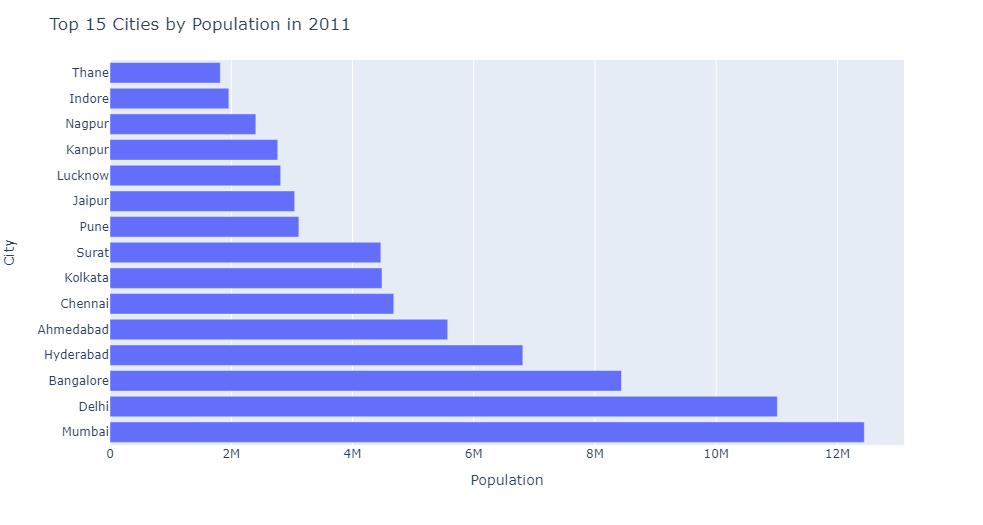 Top 15 Cities by Population in 2011
Thane
Indore
Nagpur
Kanpur
Lucknow
Jaipur
Pune
Surat
Kolkata
Chennai
Ahmedabad
Hyderabad
Bangalore
Delhi
Mumbai
City
0 2M 4M 6M 8M 10M 12M
Population